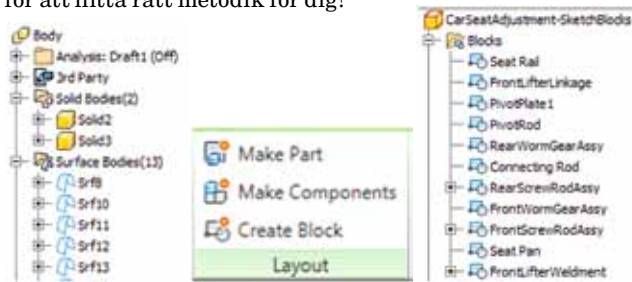 för att hitta rätt metodik för dig!
Body
Analysis: Draft1 (Off)
3rd Party
Solid Bodies(2)
Solid2
Solid3
Surface Bodies(13)
Srf8
Srf10
Srf11
Srf12
Srf13
Make Part
Make Components
Create Block
Layout
CarSeatAdjustment-SketchBlocks
Blocks
Seat Rail
FrontLifterLinkage
PivotPlate1
PivotRod
RearWormGearAssy
Connecting Rod
RearScrewRodAssy
FrontWormGearAssy
FrontScrewRodAssy
Seat Pan
FrontLifterWeldment